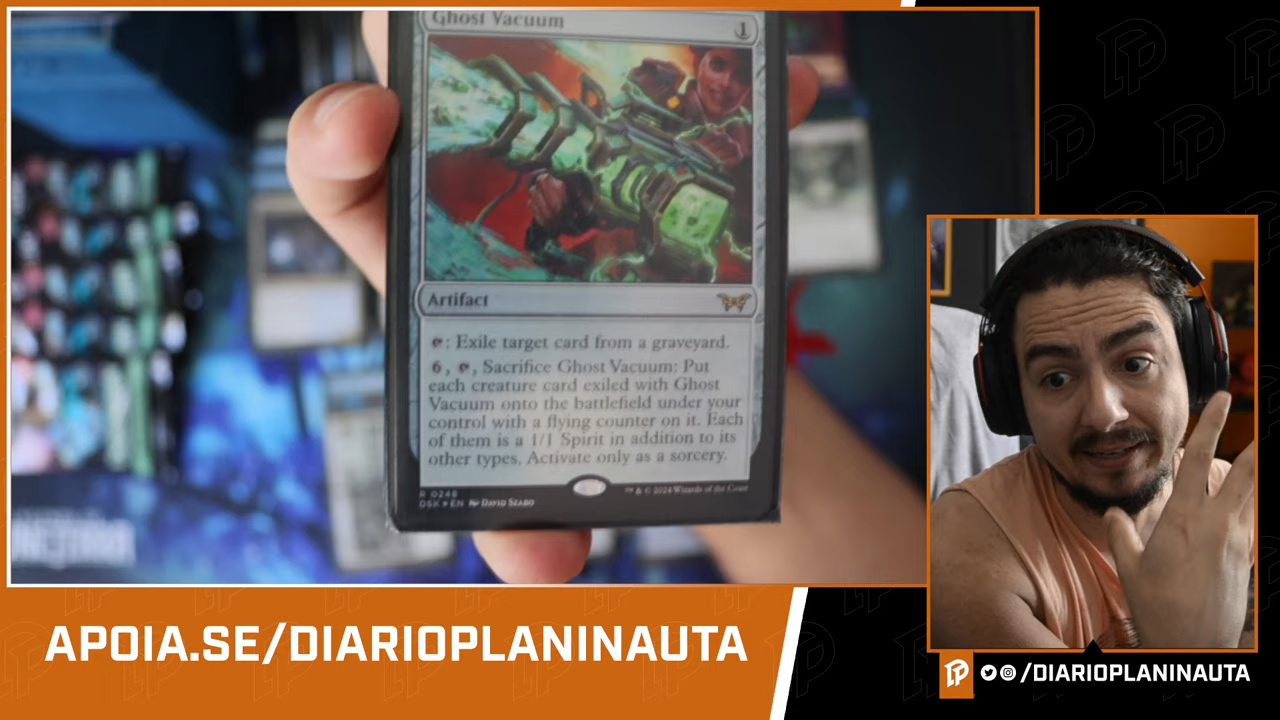 Ghost Vacuum
1
Artifact
: Exile target card from a graveyard.
6, , Sacrifice Ghost Vacuum: Put
each creature card exiled with Ghost
Vacuum onto the battlefield under your
control with a flying counter on it. Each
of them is a 1/1 Spirit in addition to its
other types. Activate only as a sorcery.
R 0248
DSK EN DAVID SZABO
™ & © 2024 Wizards of the Coast
APOIA.SE/DIARIOPLANINAUTA
/DIARIOPLANINAUTA